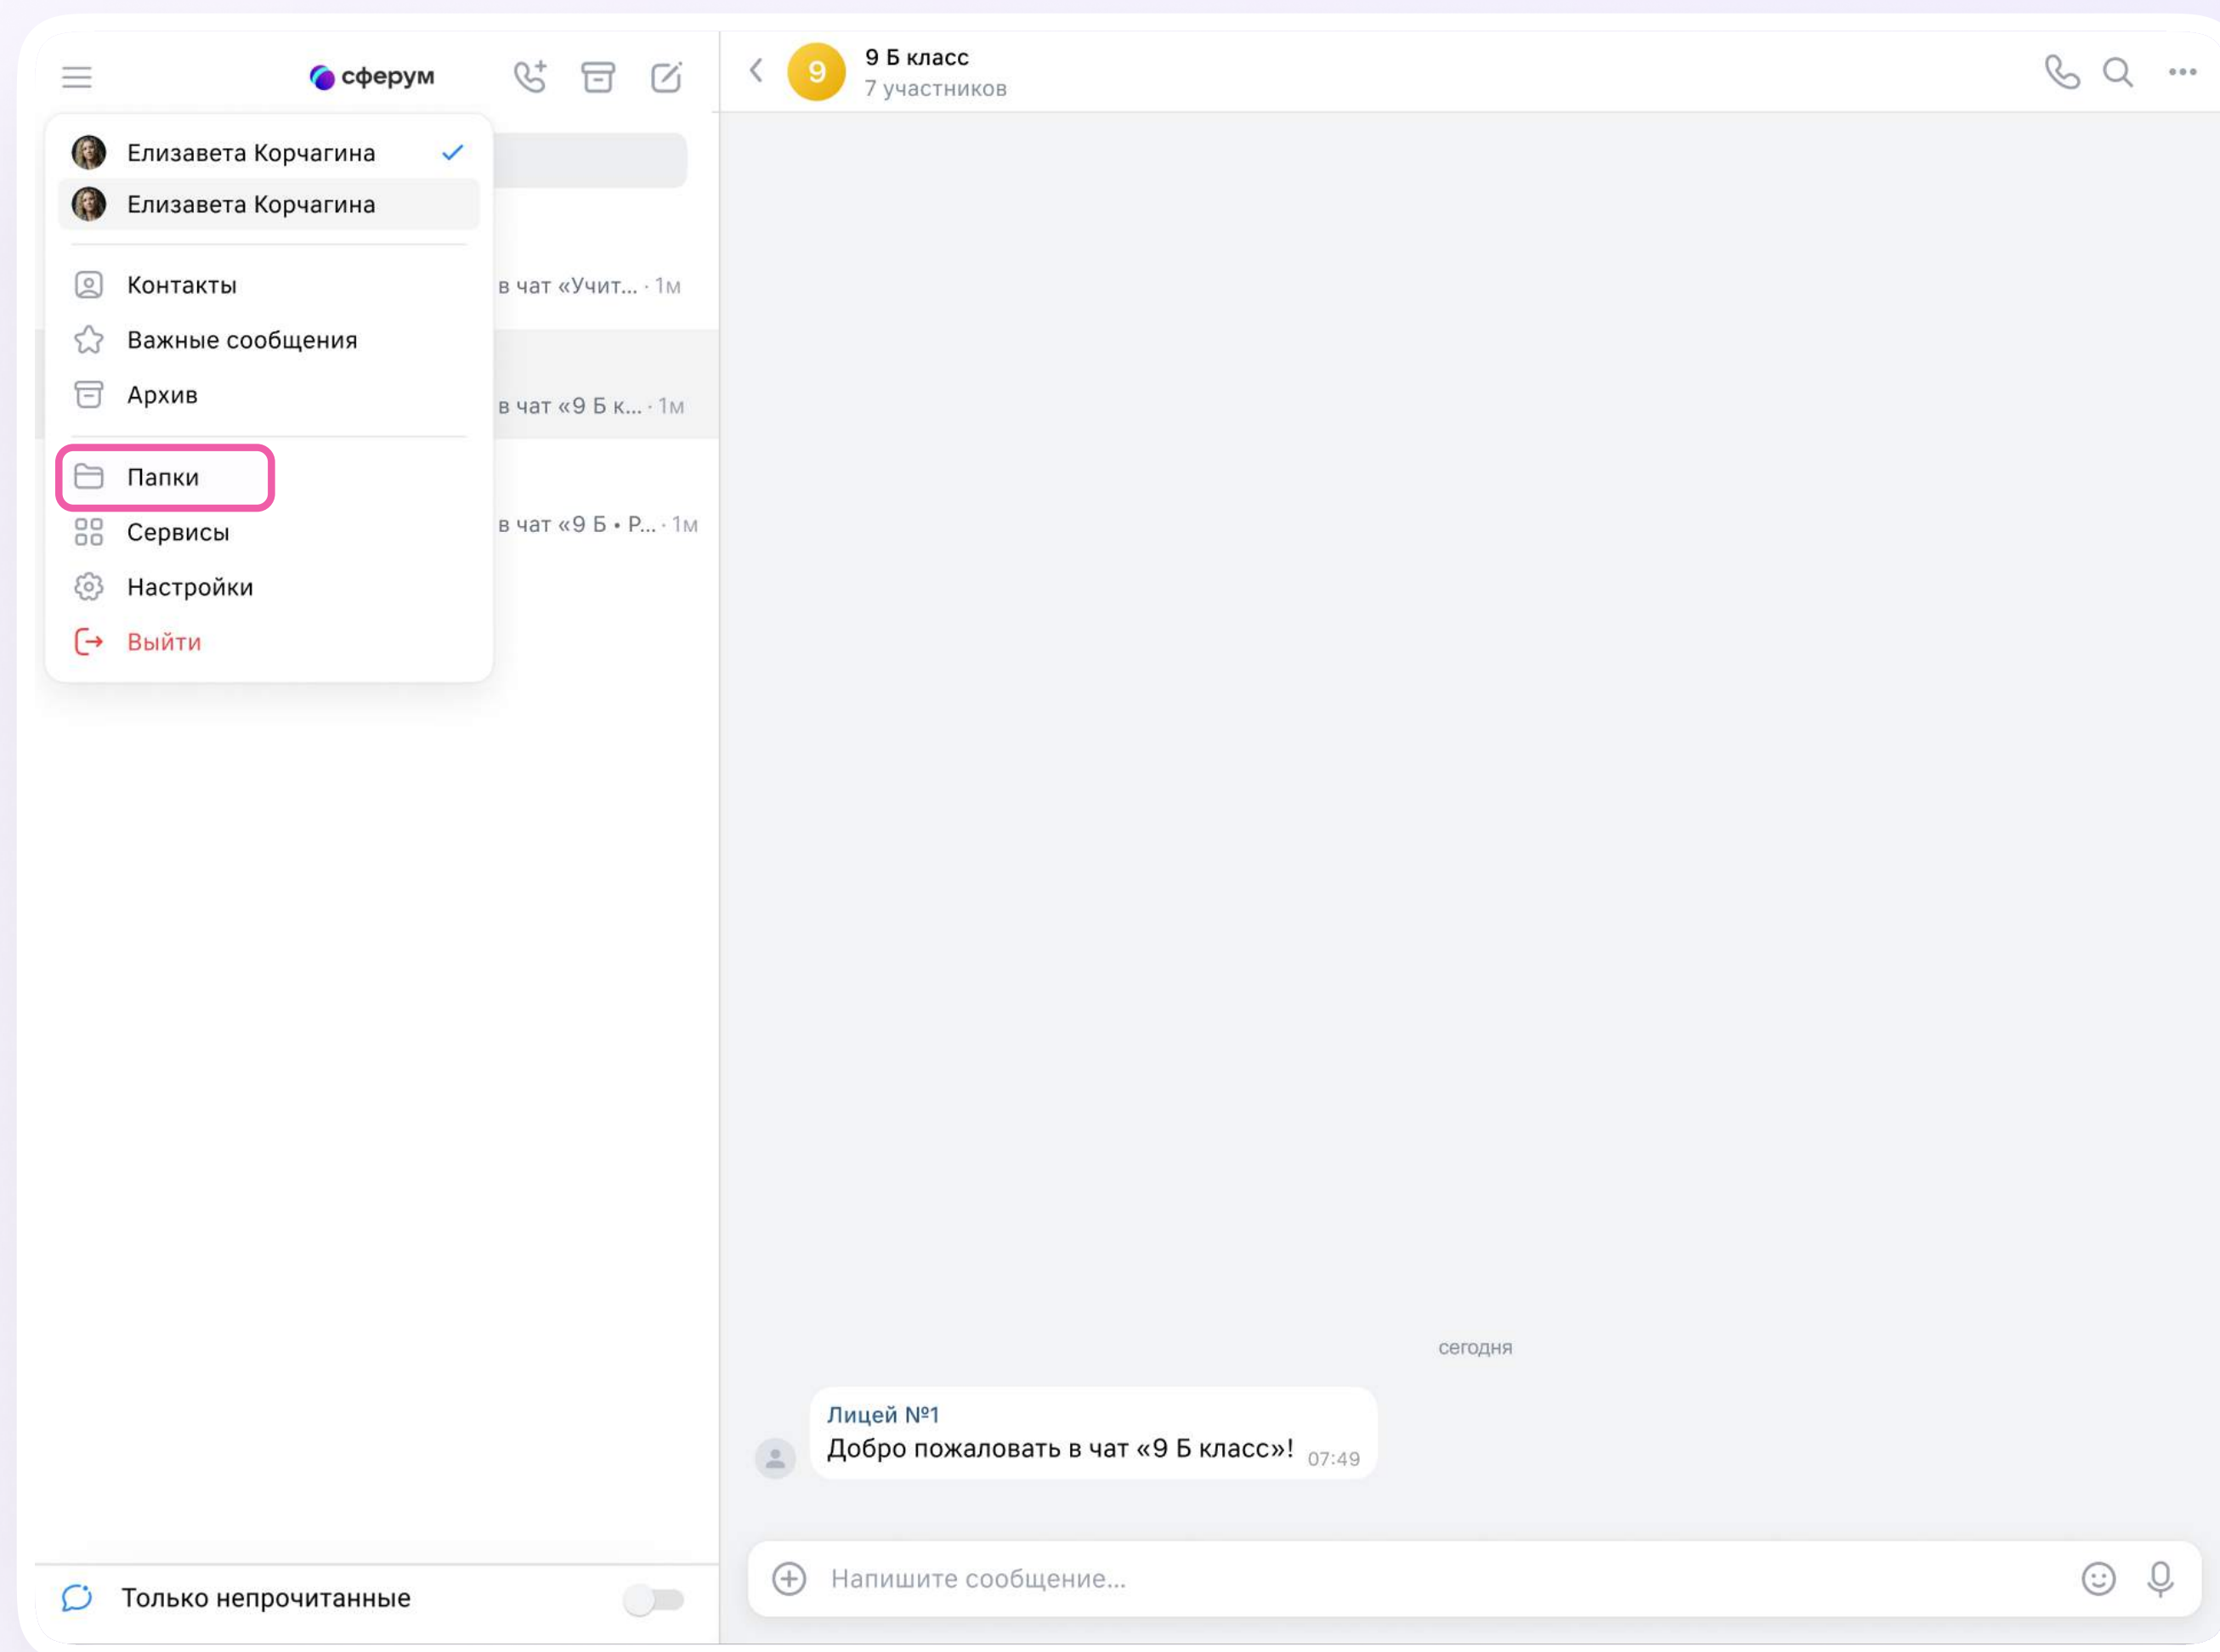 сферум
Елизавета Корчагина
Елизавета Корчагина
Контакты
Важные сообщения
Архив
Папки
Сервисы
Настройки
Выйти
в чат «Учит... · 1м
в чат «9 Б к... · 1м
в чат «9 Б • Р... · 1м
Только непрочитанные
9
9 Б класс
7 участников
сегодня
Лицей №1
Добро пожаловать в чат «9 Б класс»! 07:49
Напишите сообщение...